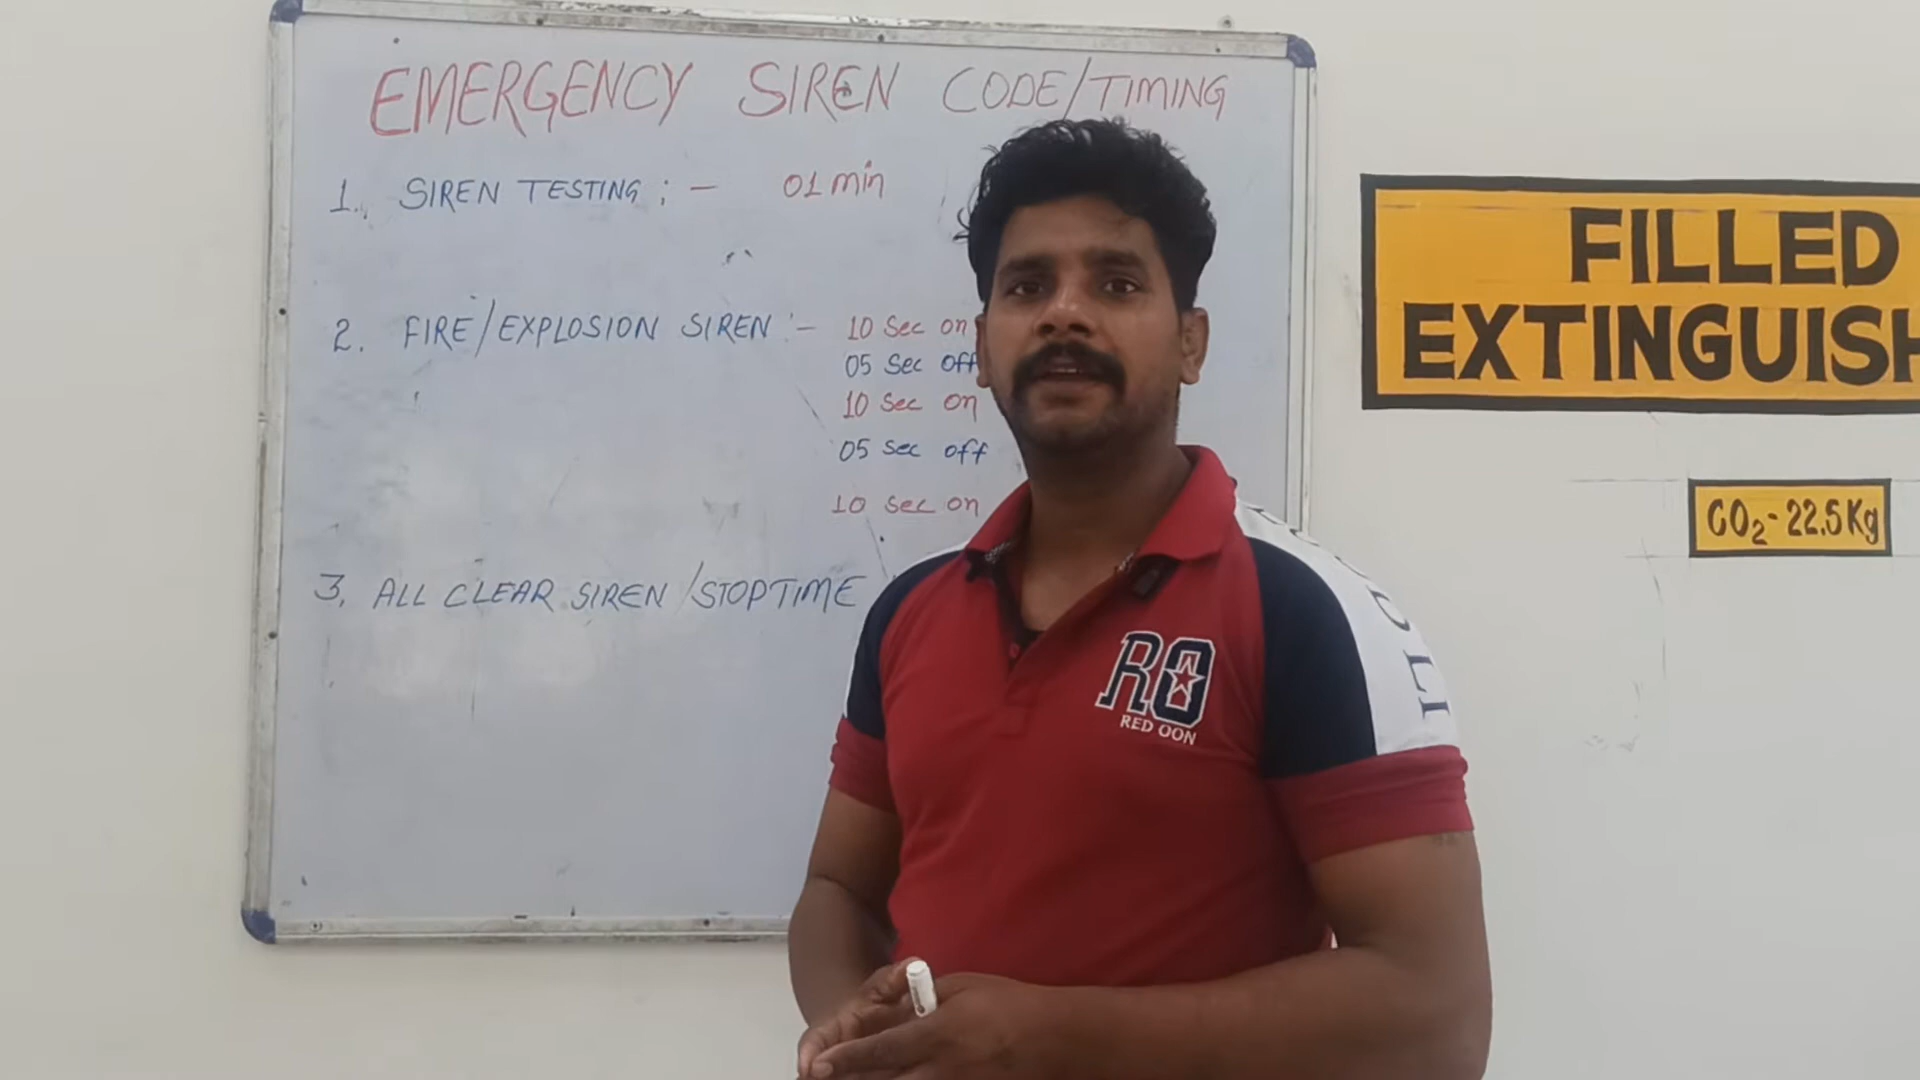 EMERGENCY SIREN CODE/TIMING
1. SIREN TESTING :- 01 min
2. FIRE/EXPLOSION SIREN :- 10 Sec on
05 Sec off
10 Sec on
05 Sec off
10 Sec on
3. ALL CLEAR SIREN/STOPTIME
FILLED
EXTINGUISH
CO₂-22.5Kg
RO
RED OON